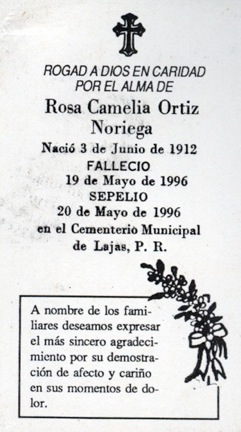 ROGAD A DIOS EN CARIDAD
POR EL ALMA DE
Rosa Camelia Ortiz
Noriega
Nació 3 de Junio de 1912
FALLECIO
19 de Mayo de 1996
SEPELIO
20 de Mayo de 1996
en el Cementerio Municipal
de Lajas, P. R.
A nombre de los fami-
liares deseamos expresar
el más sincero agradeci-
miento por su demostra-
ción de afecto y cariño
en sus momentos de do-
lor.